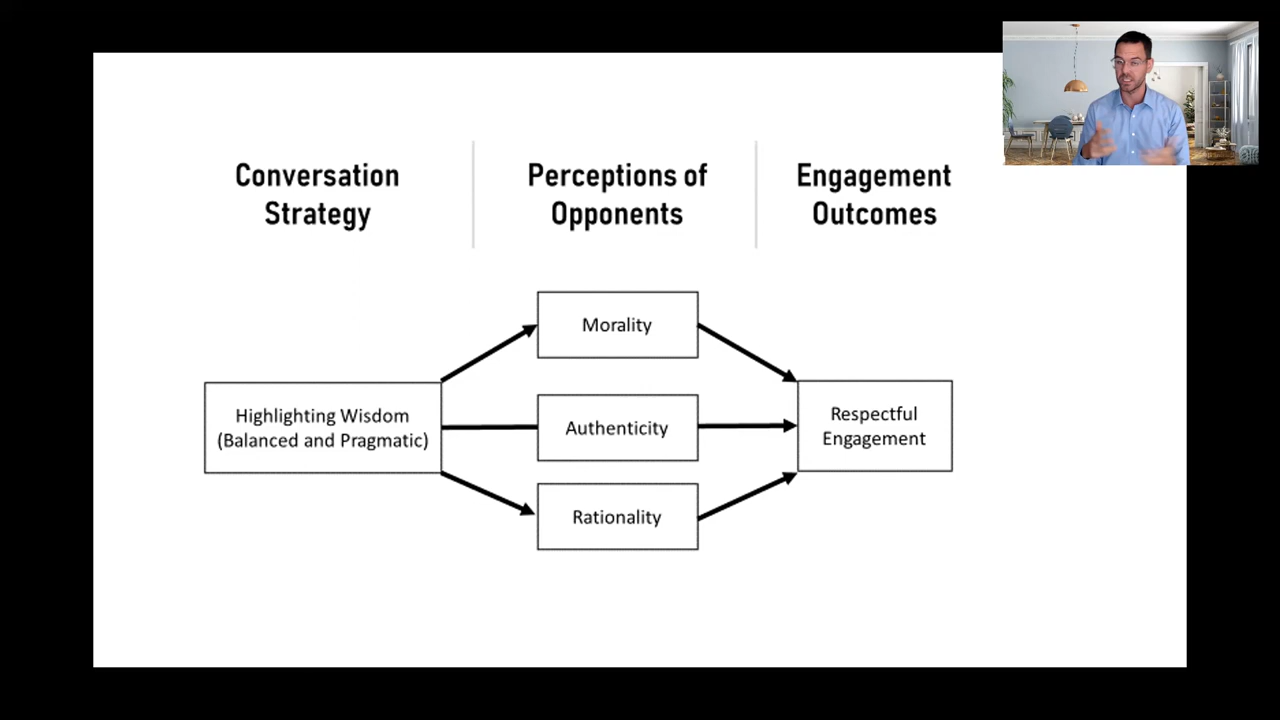 Conversation
Strategy
Perceptions of
Opponents
Engagement
Outcomes
Morality
Highlighting Wisdom
(Balanced and Pragmatic)
Authenticity
Respectful
Engagement
Rationality